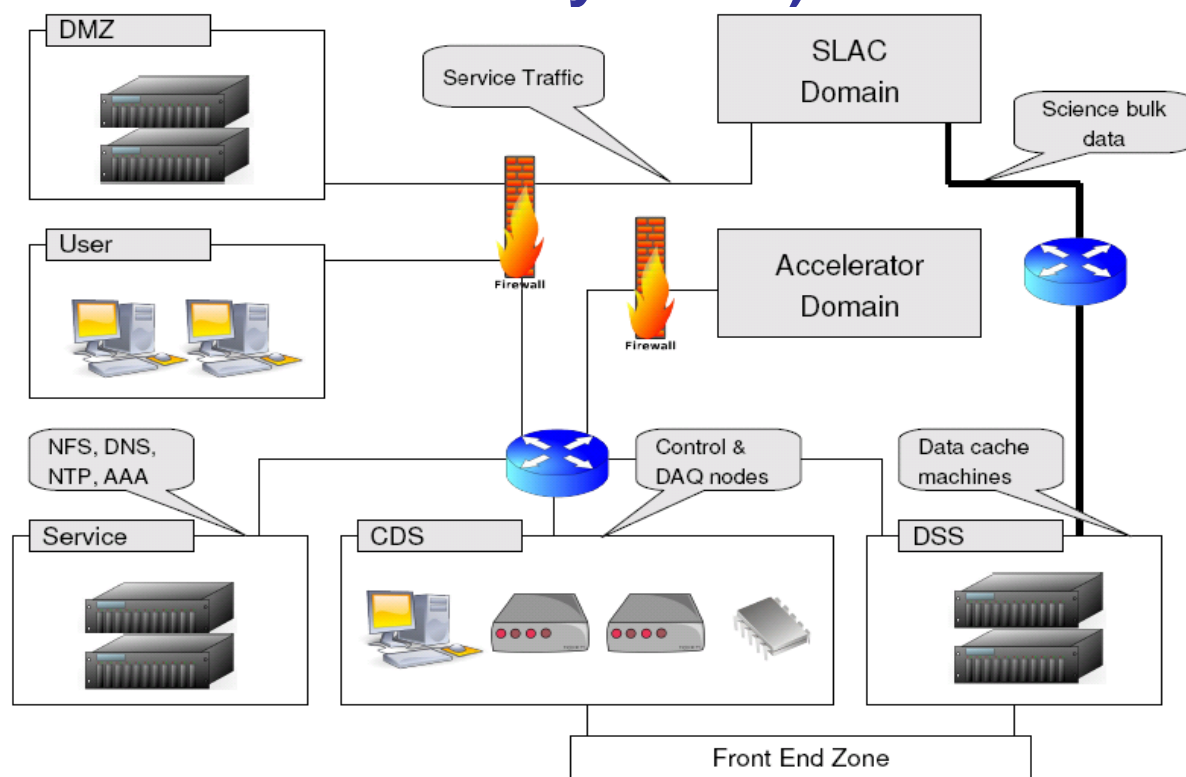 DMZ
Service Traffic
SLAC
Domain
Science bulk
data
User
Firewall
Accelerator
Domain
Firewall
NFS, DNS,
NTP, AAA
Control &
DAQ nodes
Data cache
machines
Service
CDS
DSS
Front End Zone